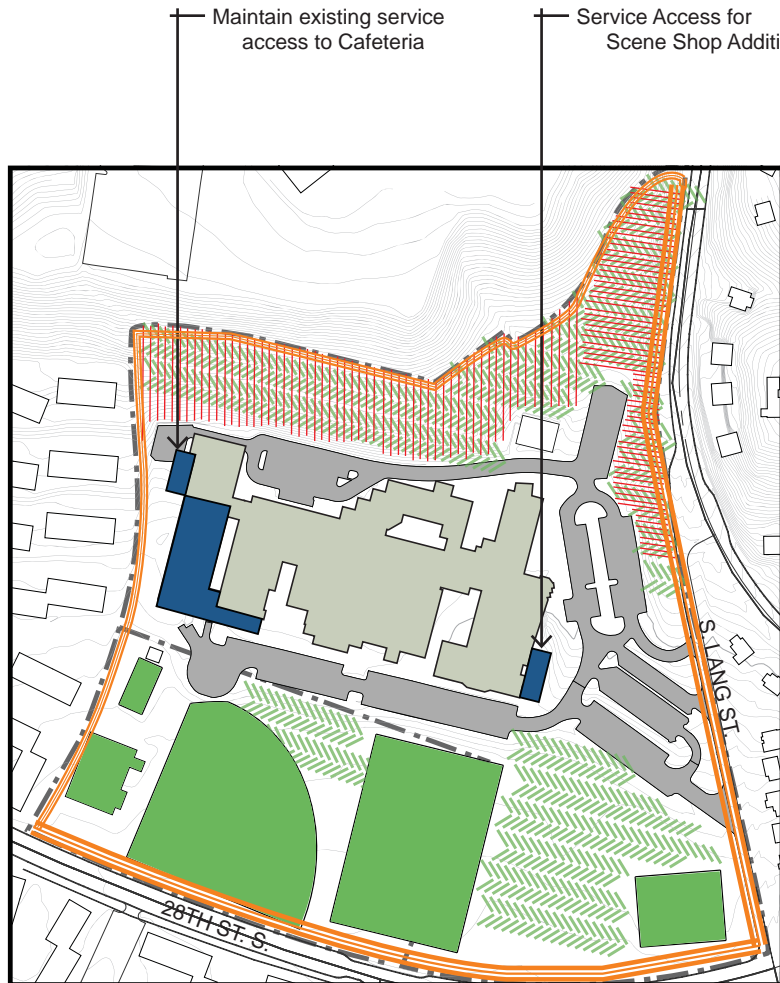 Maintain existing service
access to Cafeteria
Service Access for
Scene Shop Additi
S. LANG ST.
28TH ST. S.